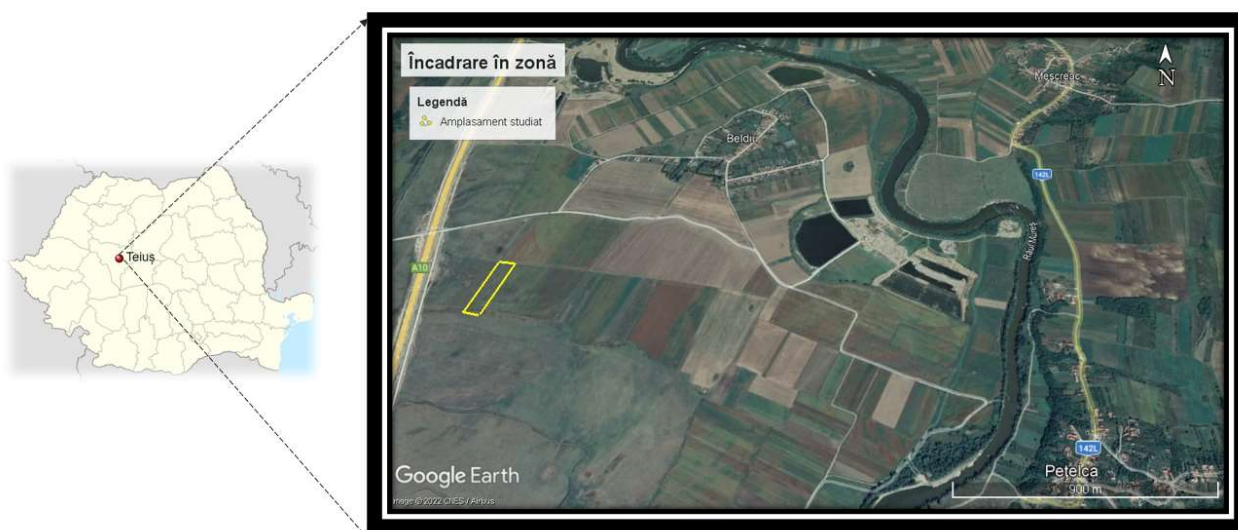 Încadrare în zonă
Legendă
Amplasament studiat
N
Meșcreac
Beldiu
142L
Râul Mureș
Teiuș
A10
142L
Petelca
Google Earth
900 m
Image © 2022 CNES / Airbus